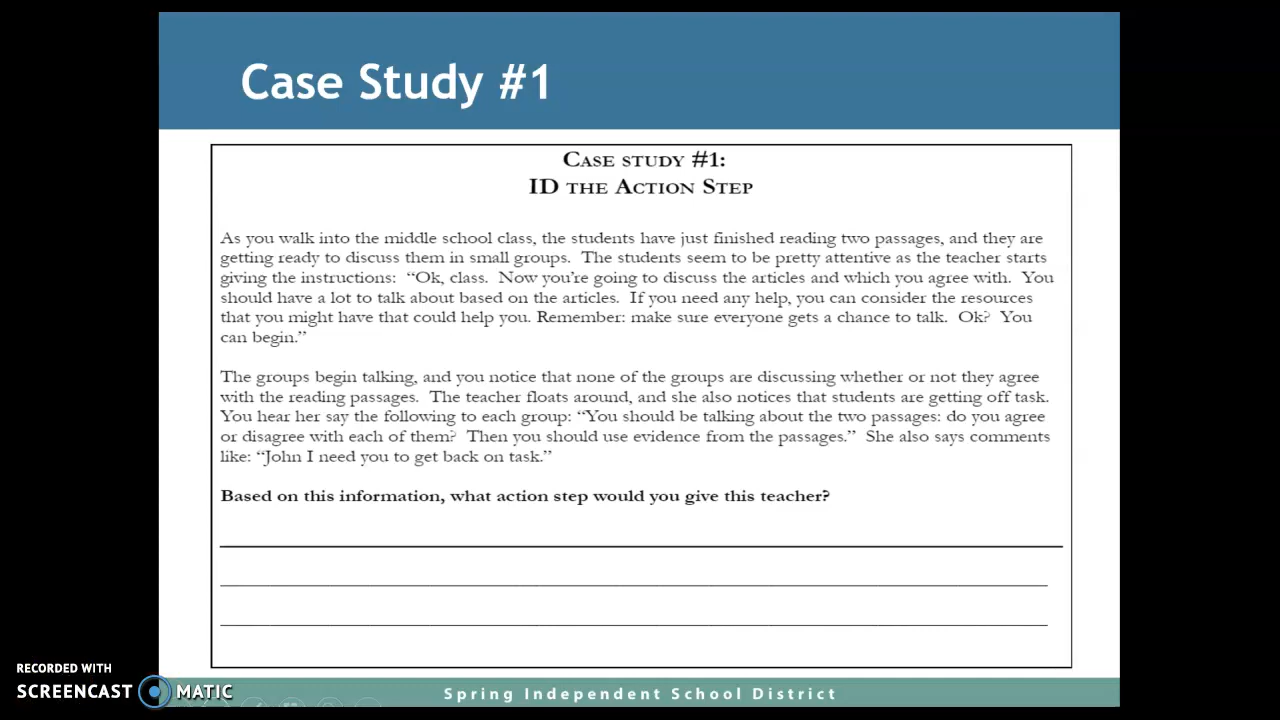 Case Study #1
CASE STUDY #1:
ID THE ACTION STEP
As you walk into the middle school class, the students have just finished reading two passages, and they are
getting ready to discuss them in small groups.  The students seem to be pretty attentive as the teacher starts
giving the instructions:  “Ok, class.  Now you’re going to discuss the articles and which you agree with.  You
should have a lot to talk about based on the articles.  If you need any help, you can consider the resources
that you might have that could help you. Remember: make sure everyone gets a chance to talk.  Ok?  You
can begin.”
The groups begin talking, and you notice that none of the groups are discussing whether or not they agree
with the reading passages.  The teacher floats around, and she also notices that students are getting off task.
You hear her say the following to each group: “You should be talking about the two passages: do you agree
or disagree with each of them?  Then you should use evidence from the passages.”  She also says comments
like: “John I need you to get back on task.”
Based on this information, what action step would you give this teacher?
RECORDED WITH
SCREENCAST MATIC
Spring Independent School District